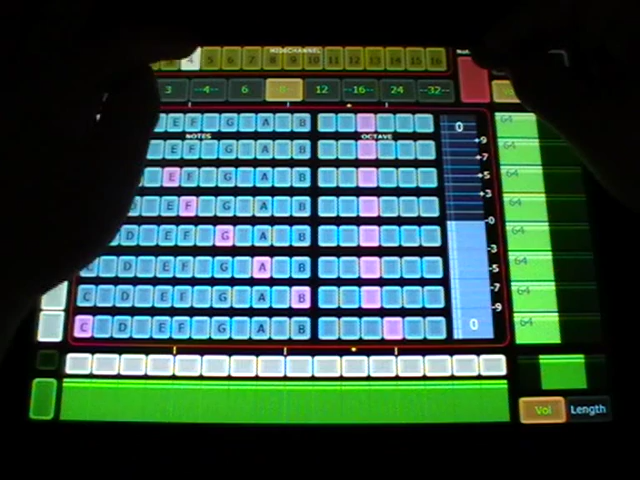 MIDICHANNEL
4 5 6 7 8 9 10 11 12 13 14 15 16
3 --4-- 6 --8-- 12 --16-- 24 --32--
E F G A B 0 64
NOTES OCTAVE
+9
E F G A B 64
+7
E F G A B +5 64
+3
E F G A B 64
-0
D E F G A B 64
-3
C D E F G A B -5 64
-7
C D E F G A B 64
-9
C D E F G A B 0 64
Vol Length